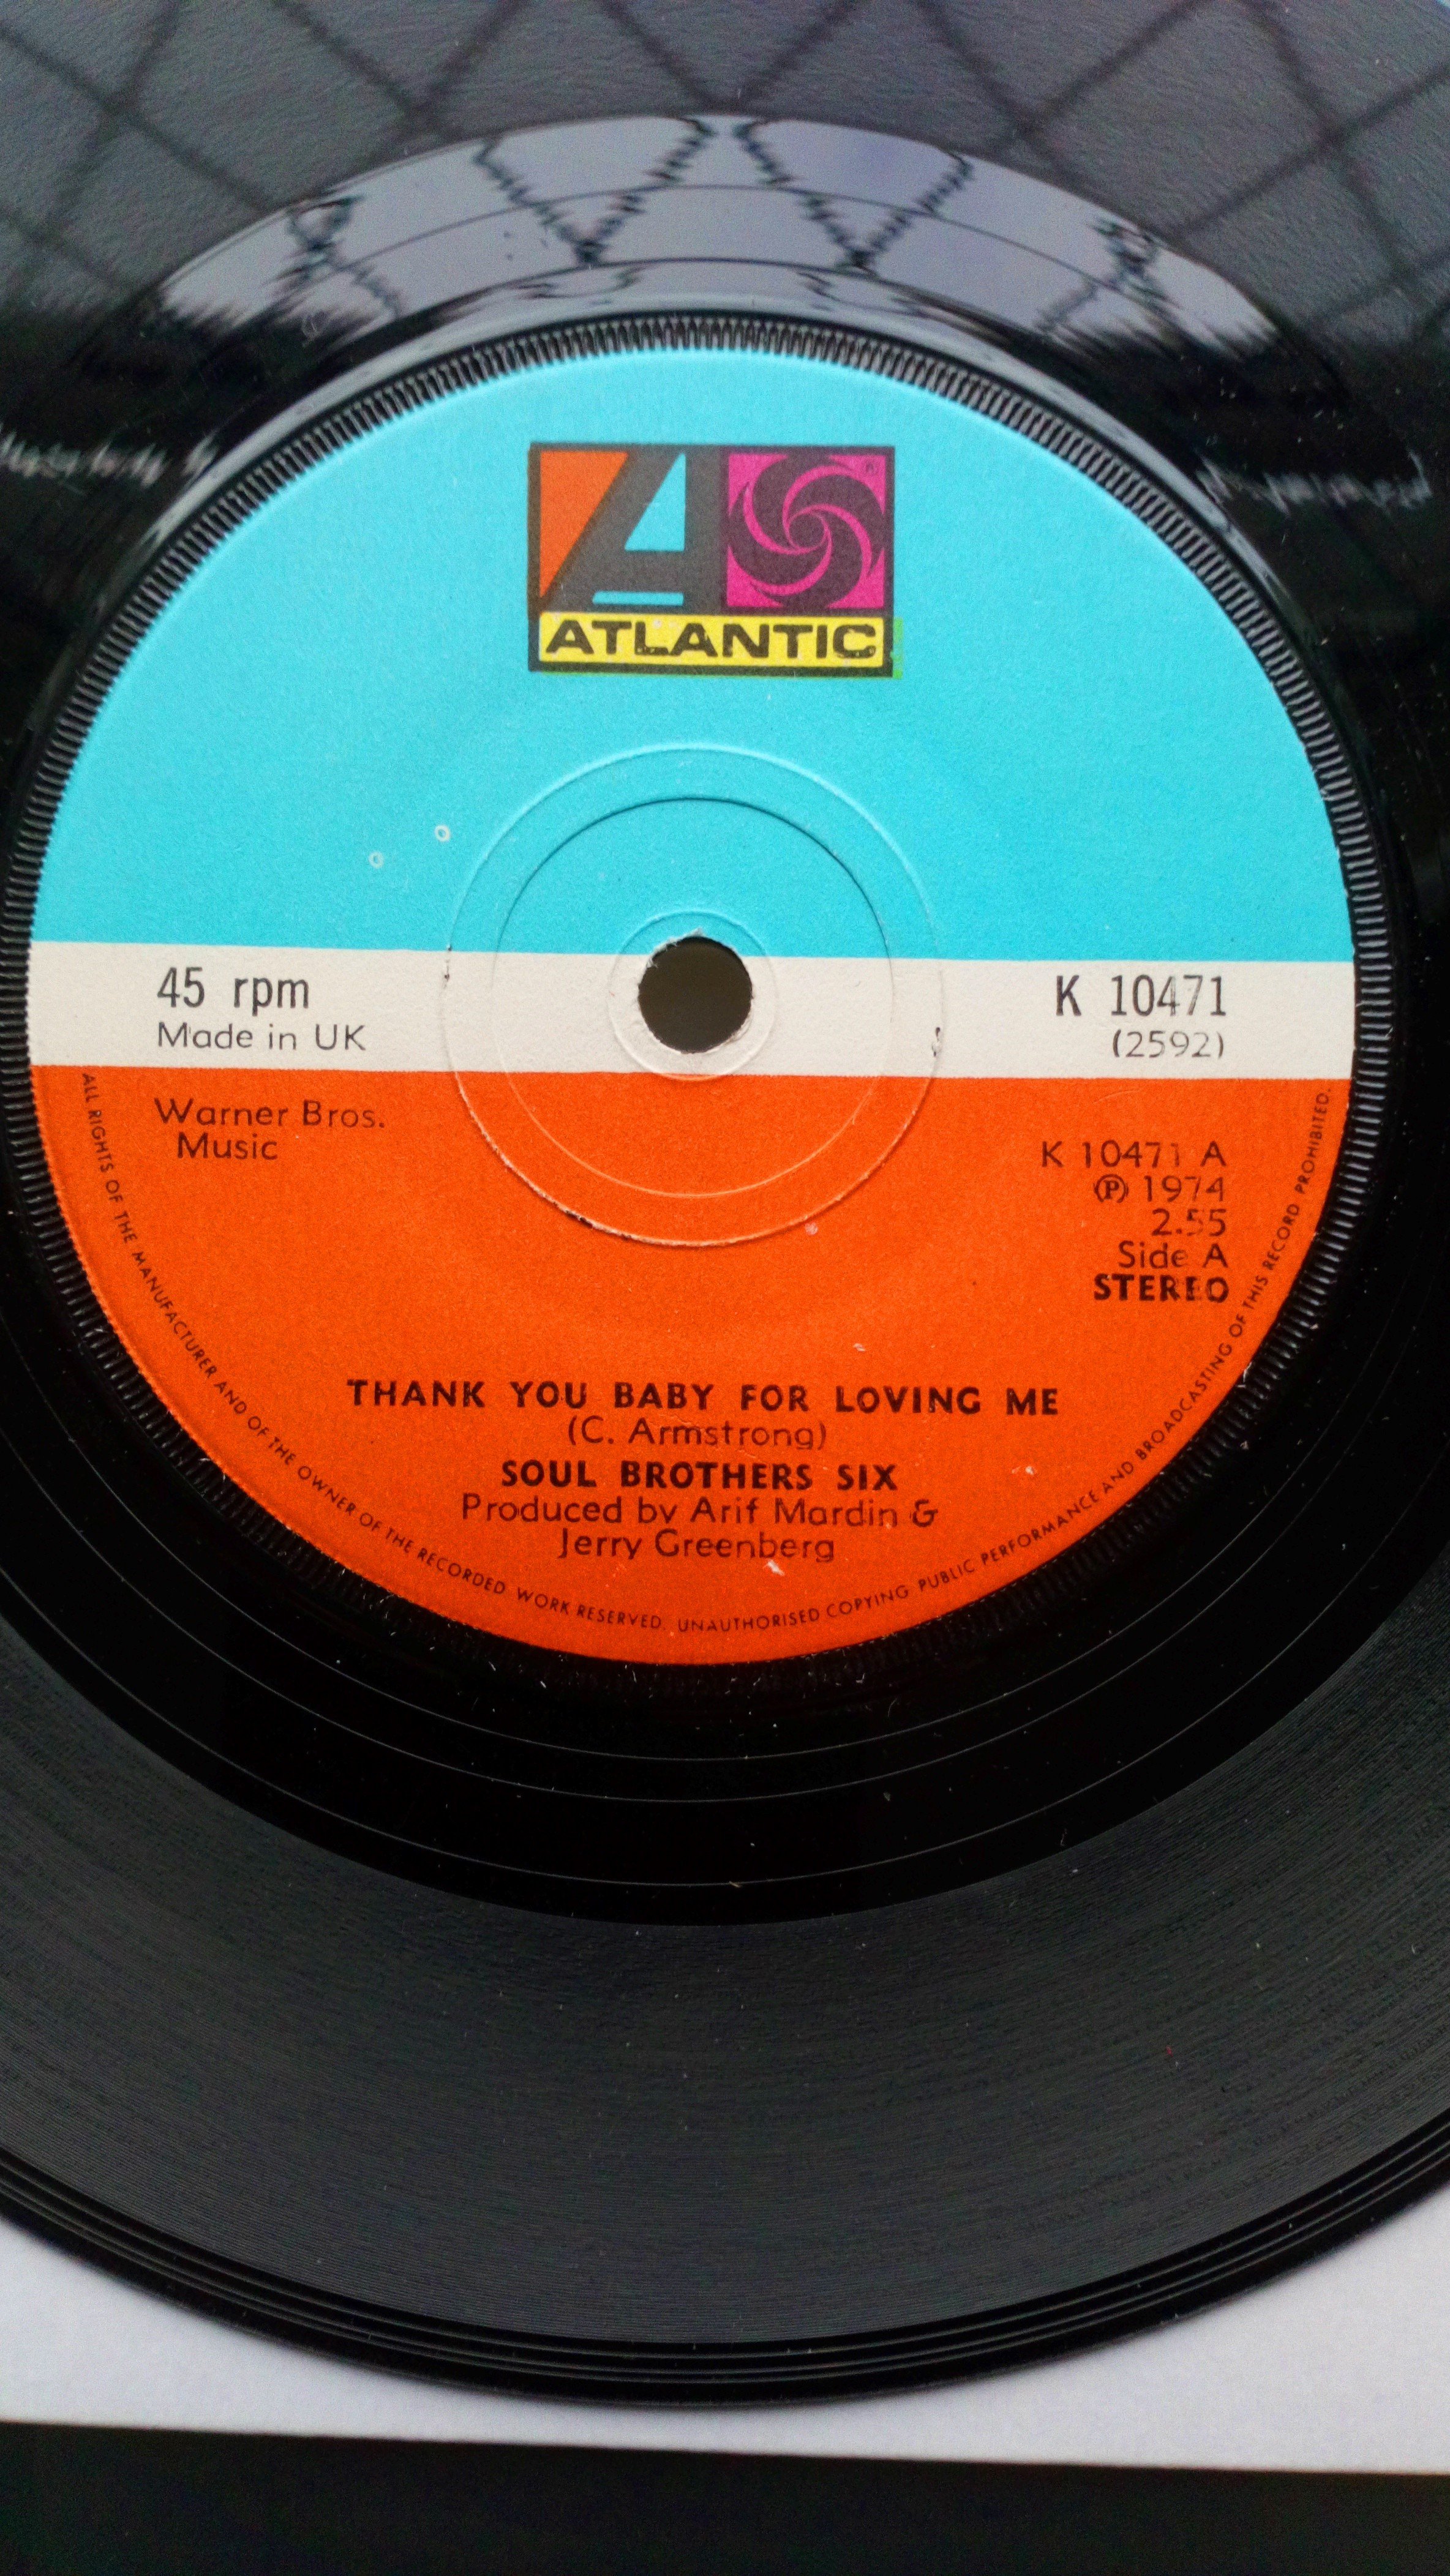 ATLANTIC
®
45 rpm
Made in UK
K 10471
(2592)
Warner Bros.
Music
K 10471 A
Ⓟ 1974
2.55
Side A
STEREO
THANK YOU BABY FOR LOVING ME
(C. Armstrong)
SOUL BROTHERS SIX
Produced by Arif Mardin &
Jerry Greenberg
ALL RIGHTS OF THE MANUFACTURER AND OF THE OWNER OF THE RECORDED WORK RESERVED. UNAUTHORISED COPYING PUBLIC PERFORMANCE AND BROADCASTING OF THIS RECORD PROHIBITED.